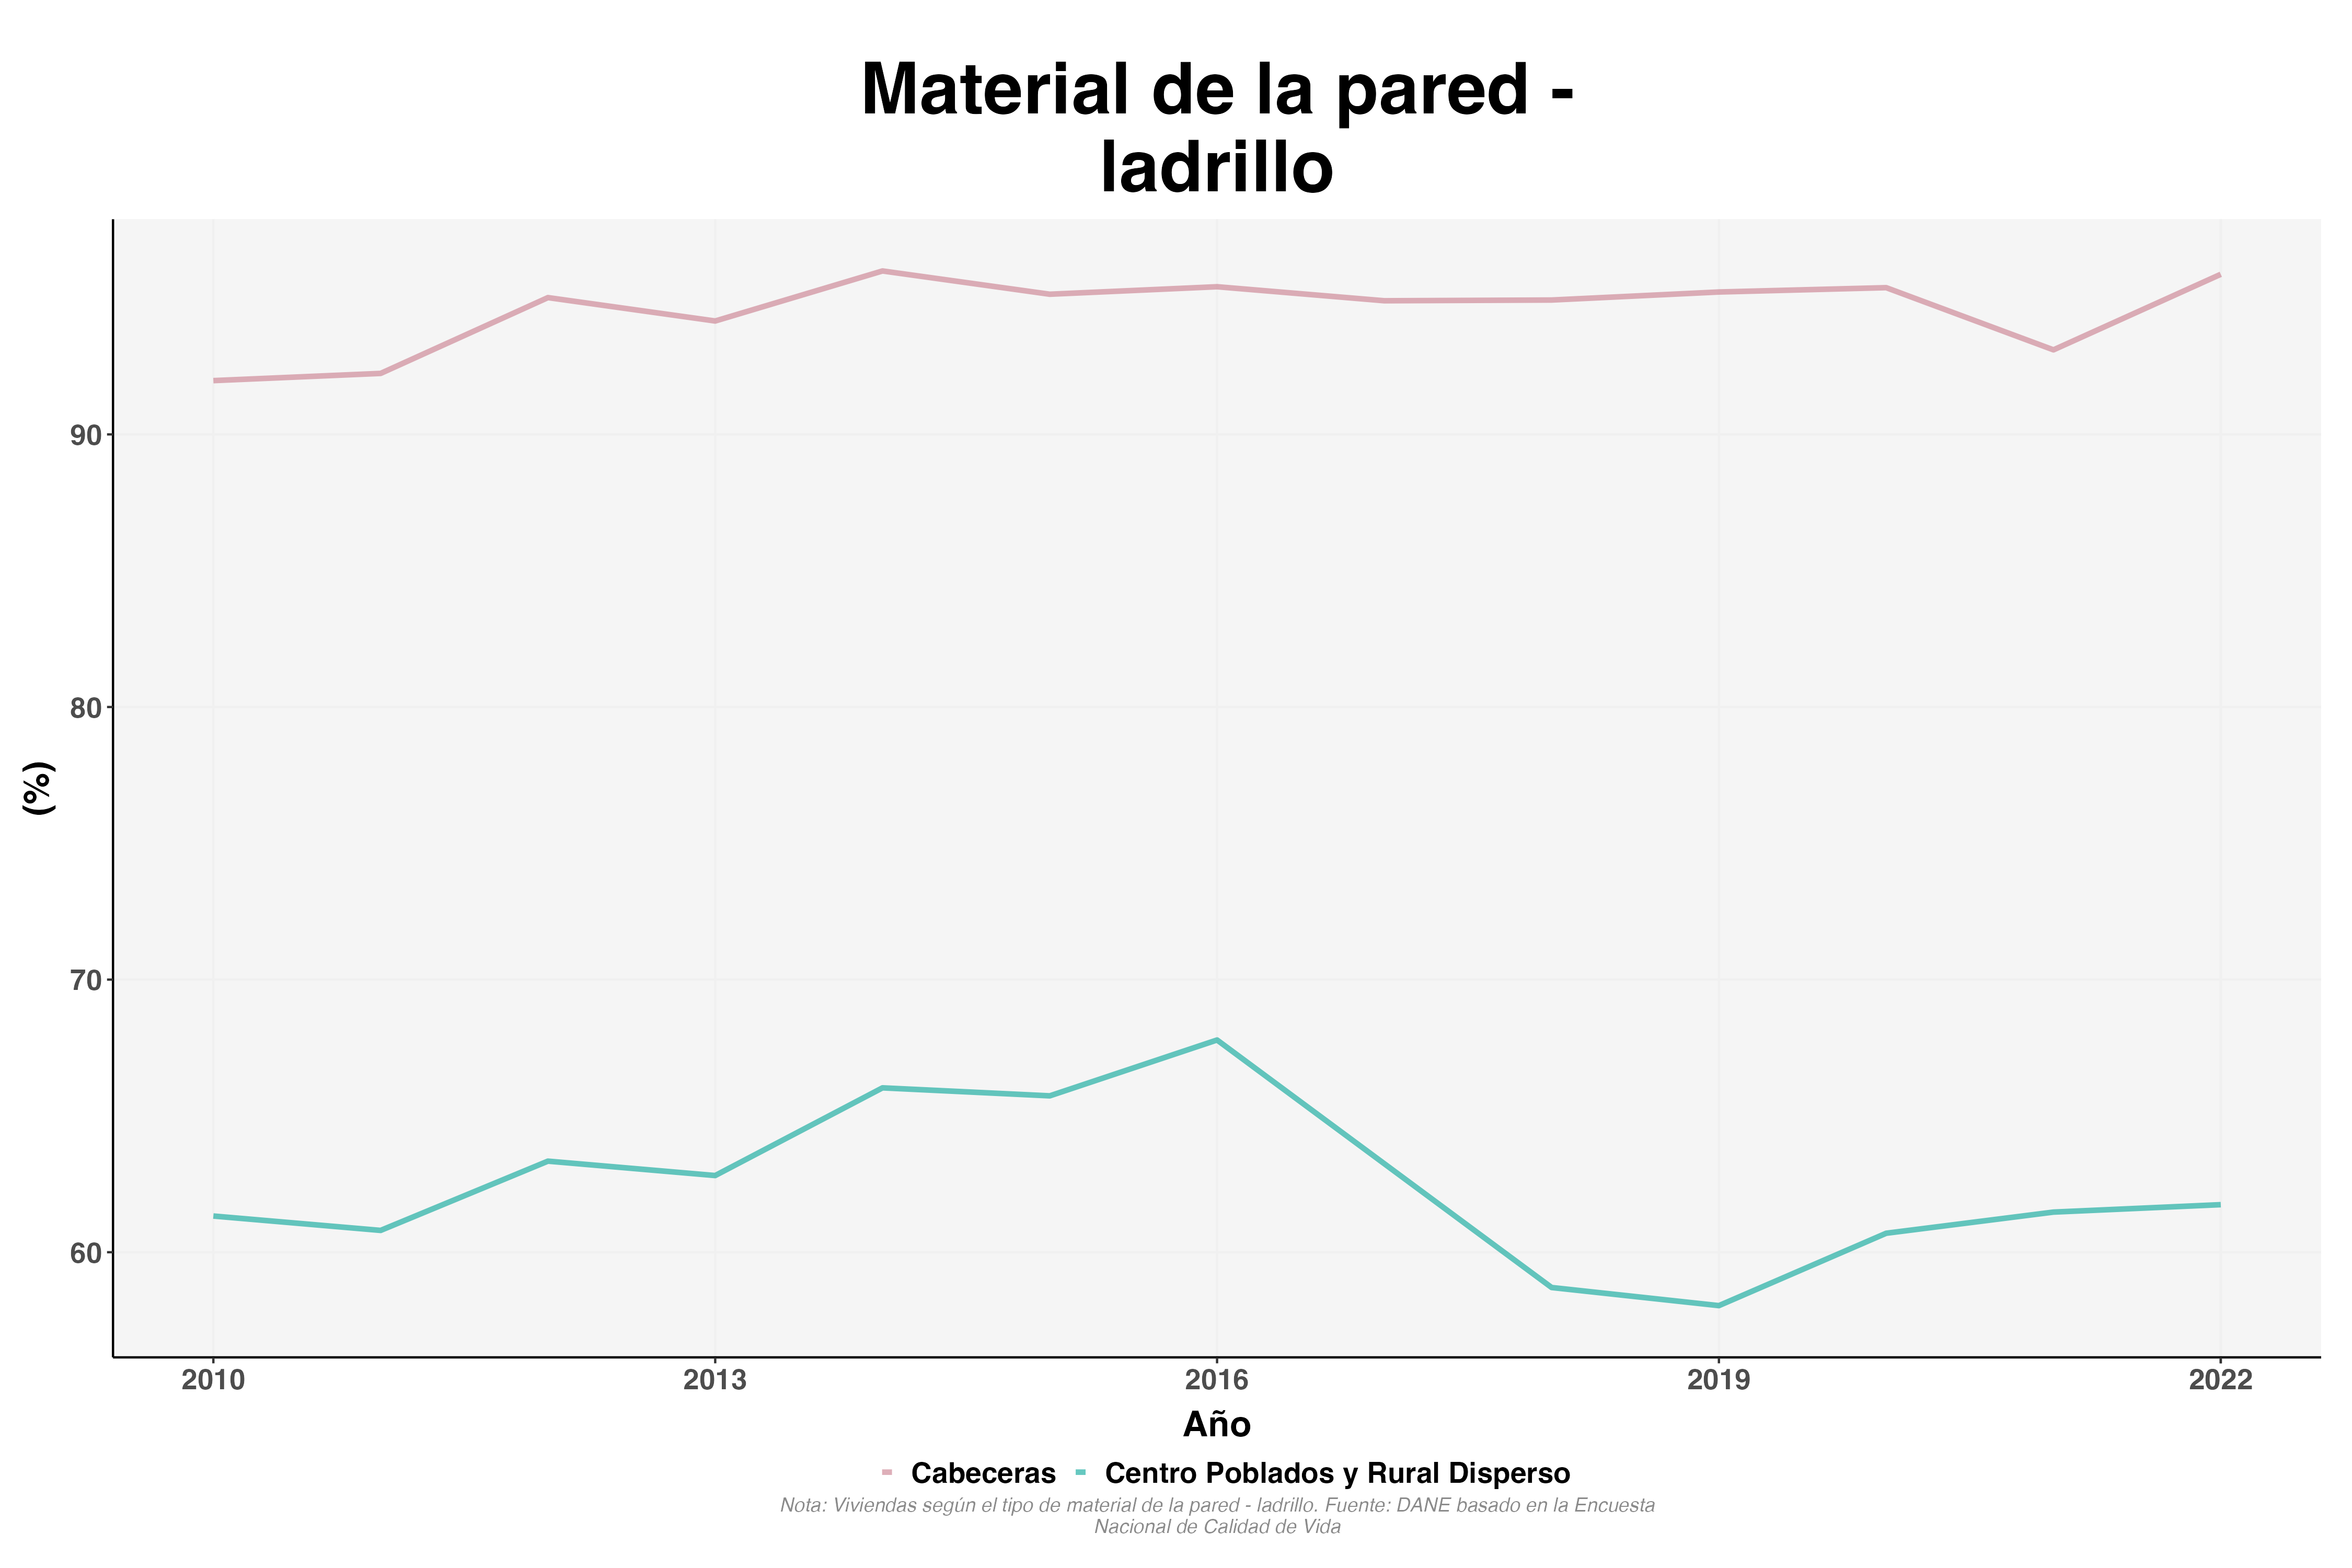 Material de la pared -
ladrillo
(%)
90
80
70
60
2010
2013
2016
2019
2022
Año
Cabeceras
Centro Poblados y Rural Disperso
Nota: Viviendas según el tipo de material de la pared - ladrillo. Fuente: DANE basado en la Encuesta
Nacional de Calidad de Vida